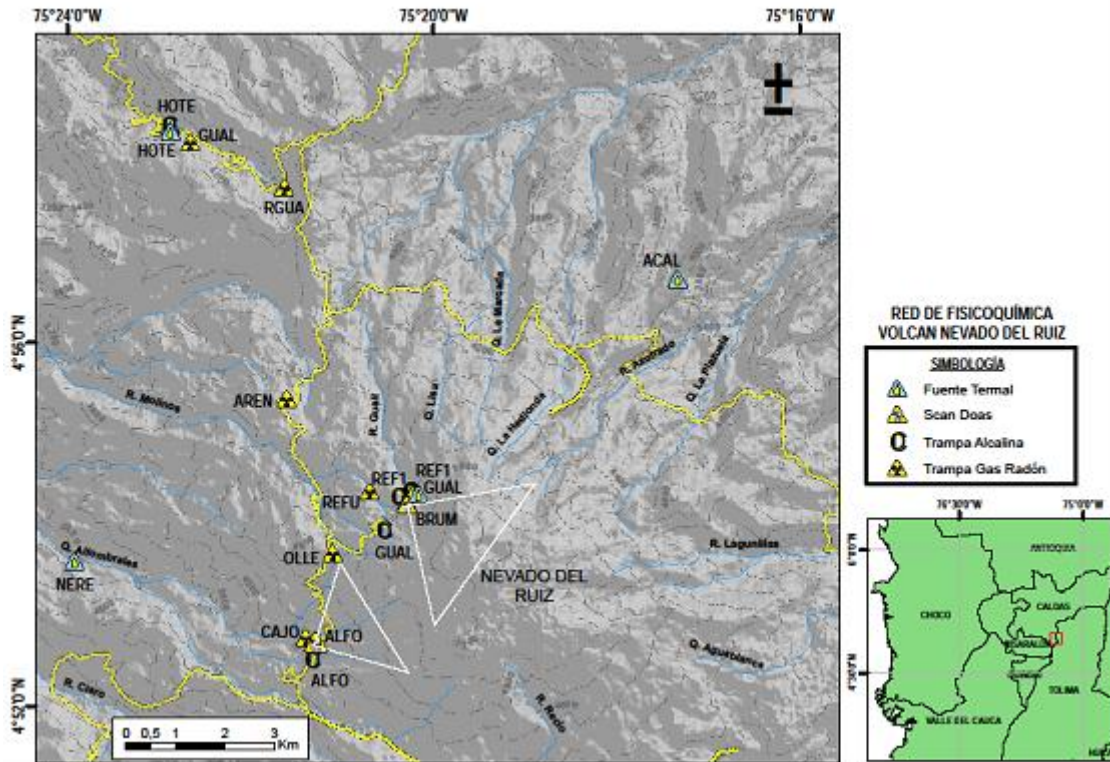 75°24'0"W
75°20'0"W
75°16'0"W
HOTE
HOTE
GUAL
RGUA
ACAL
4°56'0"N
Q. La Marcada
R. Azufrado
Q. La Plazuela
R. Molinos
AREN
R. Gualí
Q. Lisa
Q. La Hedionda
REF1
REF1
GUAL
REFU
BRUM
GUAL
OLLE
R. Lagunillas
Q. Alfombrales
NERE
NEVADO DEL
RUIZ
CAJO
ALFO
ALFO
Q. Aguablanca
R. Claro
R. Recio
4°52'0"N
0 0,5 1 2 3
Km
RED DE FISICOQUÍMICA
VOLCAN NEVADO DEL RUIZ
SIMBOLOGÍA
Fuente Termal
Scan Doas
Trampa Alcalina
Trampa Gas Radón
76°30'0"W
75°0'0"W
ANTIOQUIA
CHOCO
CALDAS
TOLIMA
VALLE DEL CAUCA
4°30'0"N